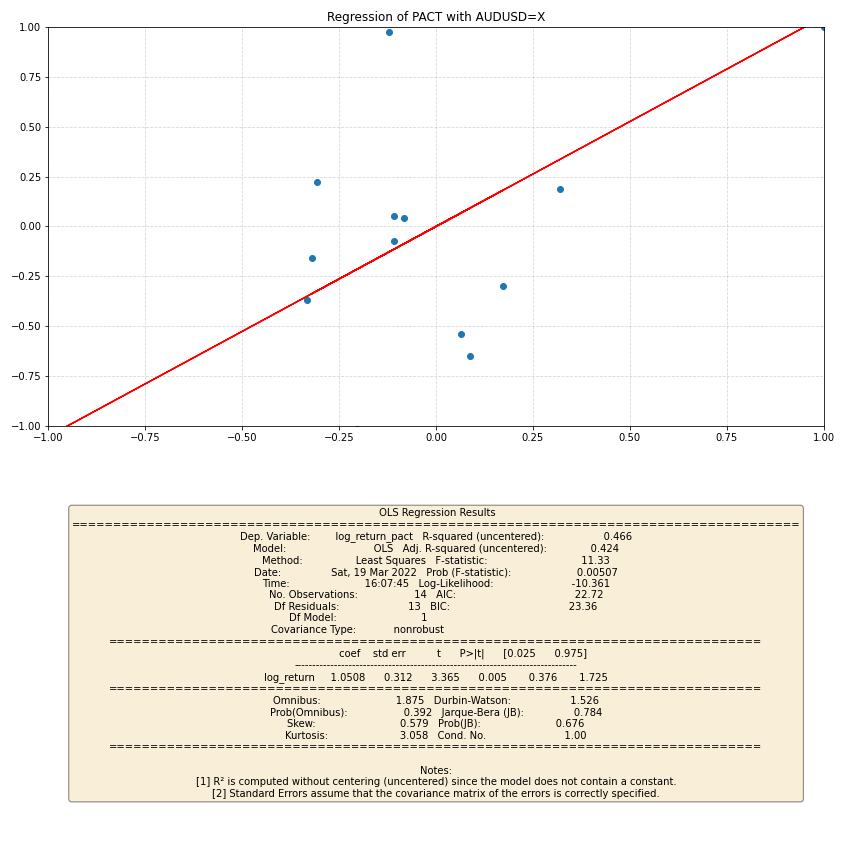 Regression of PACT with AUDUSD=X
1.00
0.75
0.50
0.25
0.00
−0.25
−0.50
−0.75
−1.00
−1.00 −0.75 −0.50 −0.25 0.00 0.25 0.50 0.75 1.00
OLS Regression Results
==============================================================================
Dep. Variable: log_return_pact R-squared (uncentered): 0.466
Model: OLS Adj. R-squared (uncentered): 0.424
Method: Least Squares F-statistic: 11.33
Date: Sat, 19 Mar 2022 Prob (F-statistic): 0.00507
Time: 16:07:45 Log-Likelihood: -10.361
No. Observations: 14 AIC: 22.72
Df Residuals: 13 BIC: 23.36
Df Model: 1
Covariance Type: nonrobust
==============================================================================
coef std err t P>|t| [0.025 0.975]
------------------------------------------------------------------------------
log_return 1.0508 0.312 3.365 0.005 0.376 1.725
==============================================================================
Omnibus: 1.875 Durbin-Watson: 1.526
Prob(Omnibus): 0.392 Jarque-Bera (JB): 0.784
Skew: 0.579 Prob(JB): 0.676
Kurtosis: 3.058 Cond. No. 1.00
==============================================================================
Notes:
[1] R² is computed without centering (uncentered) since the model does not contain a constant.
[2] Standard Errors assume that the covariance matrix of the errors is correctly specified.